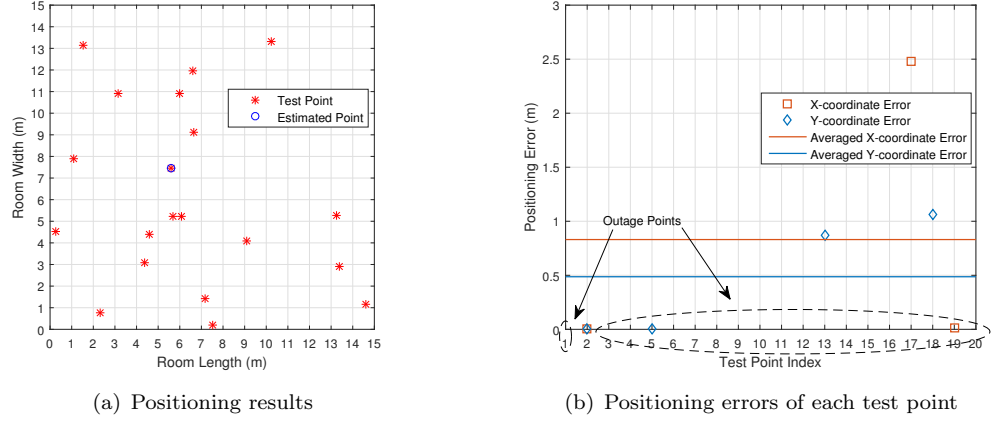 15
14
13
12
11
10
9
8
7
6
5
4
3
2
1
0
Room Width (m)
Test Point
Estimated Point
0 1 2 3 4 5 6 7 8 9 10 11 12 13 14 15
Room Length (m)
(a) Positioning results
3
2.5
2
1.5
1
0.5
0
Positioning Error (m)
X-coordinate Error
Y-coordinate Error
Averaged X-coordinate Error
Averaged Y-coordinate Error
Outage Points
1 2 3 4 5 6 7 8 9 10 11 12 13 14 15 16 17 18 19 20
Test Point Index
(b) Positioning errors of each test point